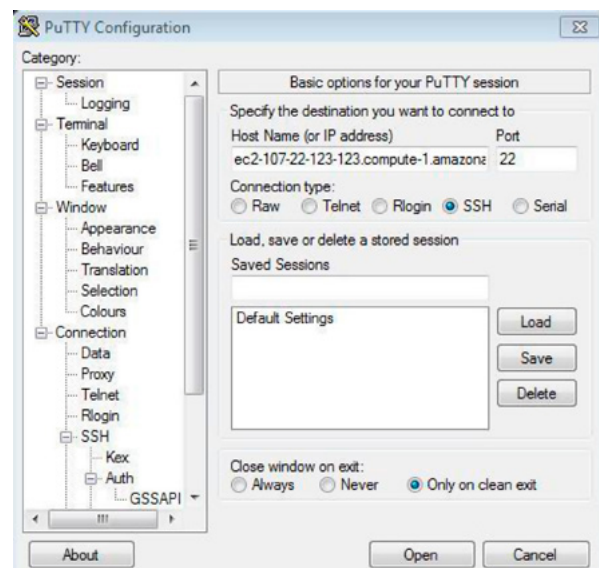 PuTTY Configuration
Category:
Session
Logging
Terminal
Keyboard
Bell
Features
Window
Appearance
Behaviour
Translation
Selection
Colours
Connection
Data
Proxy
Telnet
Rlogin
SSH
Kex
Auth
GSSAPI
Basic options for your PuTTY session
Specify the destination you want to connect to
Host Name (or IP address) Port
ec2-107-22-123-123.compute-1.amazona 22
Connection type:
Raw Telnet Rlogin SSH Serial
Load, save or delete a stored session
Saved Sessions
Default Settings
Load
Save
Delete
Close window on exit:
Always Never Only on clean exit
About Open Cancel